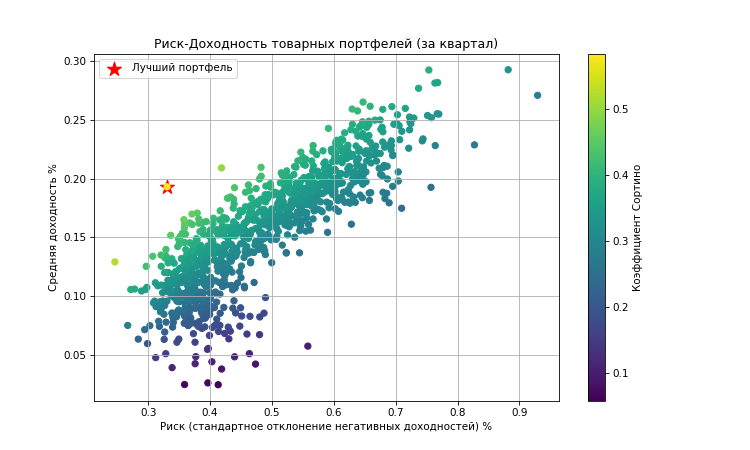 Риск-Доходность товарных портфелей (за квартал)
Лучший портфель
0.30
0.25
0.20
0.15
0.10
0.05
Средняя доходность %
0.3 0.4 0.5 0.6 0.7 0.8 0.9
Риск (стандартное отклонение негативных доходностей) %
0.5
0.4
0.3
0.2
0.1
Коэффициент Сортино